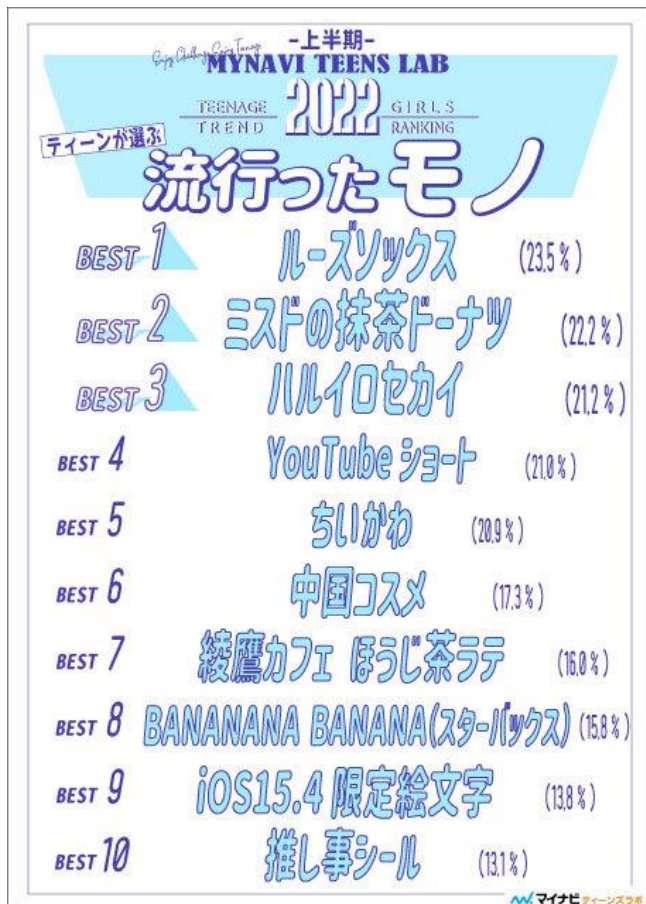 -上半期-
Enjoy Challenge Enjoy Teenage
MYNAVI TEENS LAB
TEENAGE 2022 GIRLS
TREND RANKING
ティーンが選ぶ
流行ったモノ
BEST 1 ルーズソックス (23.5%)
BEST 2 ミスドの抹茶ドーナツ (22.2%)
BEST 3 ハルイロセカイ (21.2%)
BEST 4 YouTube ショート (21.0%)
BEST 5 ちいかわ (20.9%)
BEST 6 中国コスメ (17.3%)
BEST 7 綾鷹カフェ ほうじ茶ラテ (16.0%)
BEST 8 BANANANA BANANA(スターバックス) (15.8%)
BEST 9 iOS15.4 限定絵文字 (13.8%)
BEST 10 推し事シール (13.1%)
マイナビ ティーンズラボ